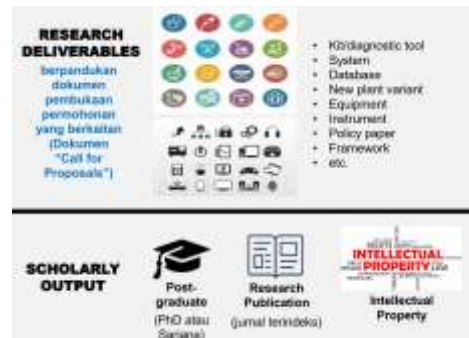 RESEARCH
DELIVERABLES
berpandukan
dokumen
pembukaan
permohonan
yang berkaitan
(Dokumen
"Call for
Proposals")
• Kit/diagnostic tool
• System
• Database
• New plant variant
• Equipment
• Instrument
• Policy paper
• Framework
• etc.
SCHOLARLY
OUTPUT
Post-
graduate
(PhD atau
Sarjana)
Research
Publication
(jurnal terindeks)
INTELLECTUAL
PROPERTY
Intellectual
Property